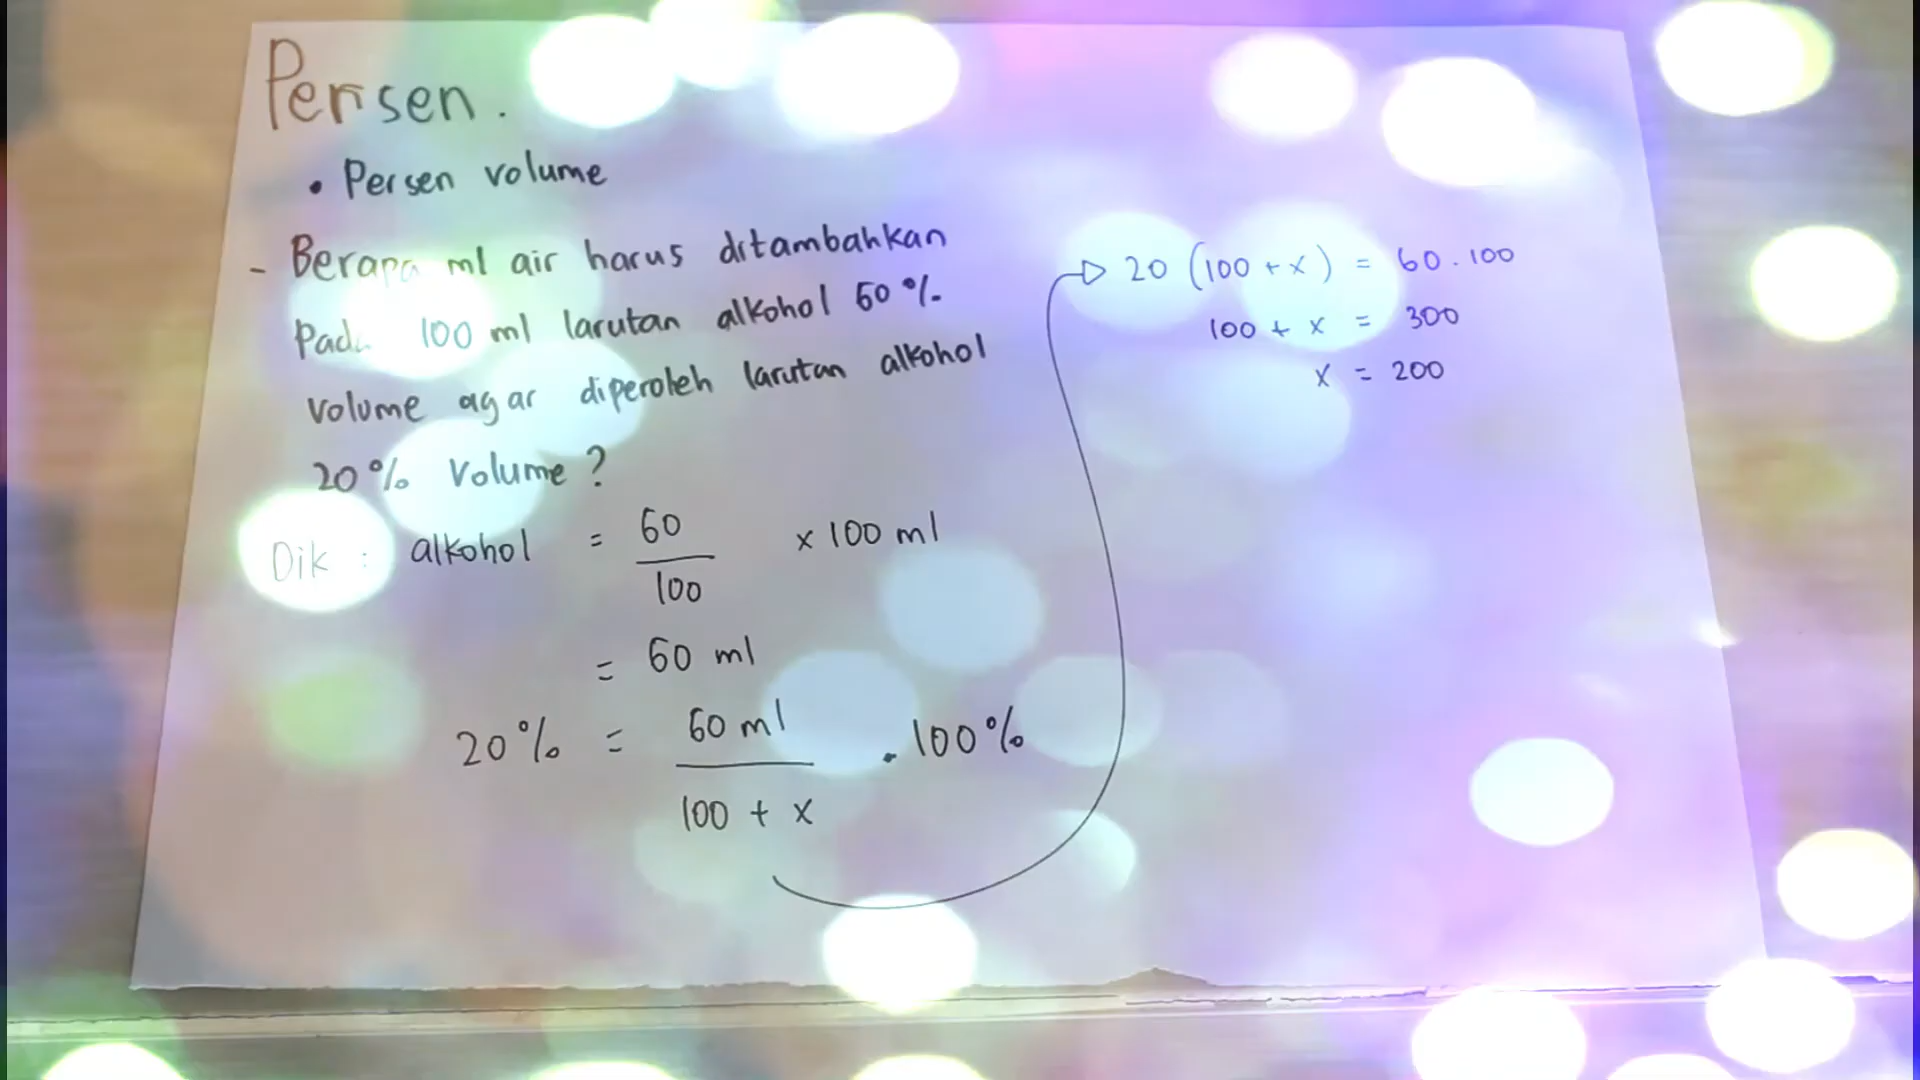 Persen.
• Persen volume
- Berapa ml air harus ditambahkan
Pada 100 ml larutan alkohol 60%
volume agar diperoleh larutan alkohol
20% Volume?
Dik : alkohol = 60/100 x 100 ml
= 60 ml
20% = 60 ml/100 + x . 100%
20 (100 + x) = 60.100
100 + x = 300
x = 200